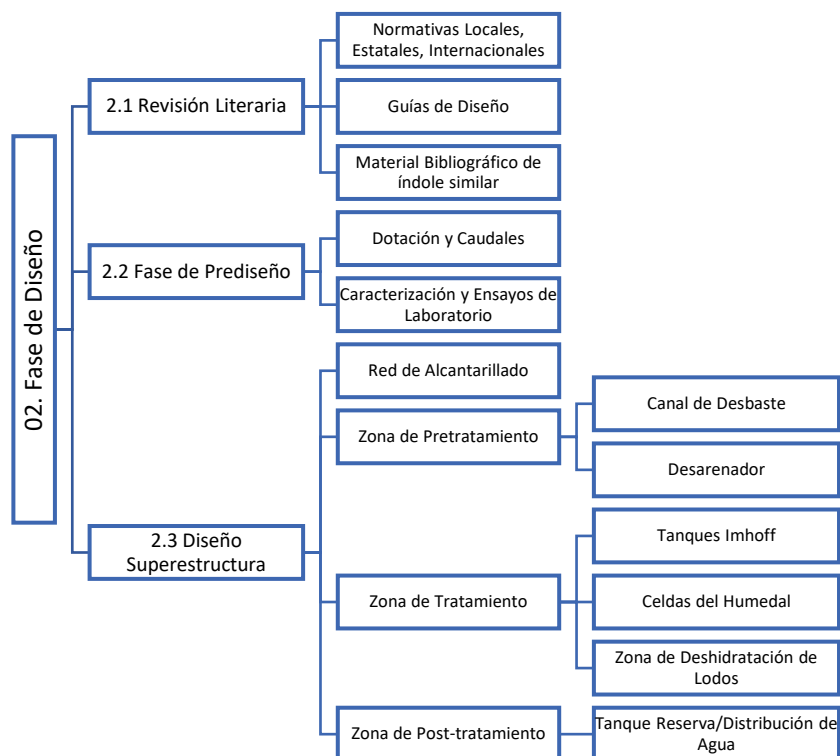 02. Fase de Diseño
2.1 Revisión Literaria
Normativas Locales,
Estatales, Internacionales
Guías de Diseño
Material Bibliográfico de
índole similar
2.2 Fase de Prediseño
Dotación y Caudales
Caracterización y Ensayos de
Laboratorio
2.3 Diseño
Superestructura
Red de Alcantarillado
Zona de Pretratamiento
Canal de Desbaste
Desarenador
Zona de Tratamiento
Tanques Imhoff
Celdas del Humedal
Zona de Deshidratación de
Lodos
Zona de Post-tratamiento
Tanque Reserva/Distribución de
Agua